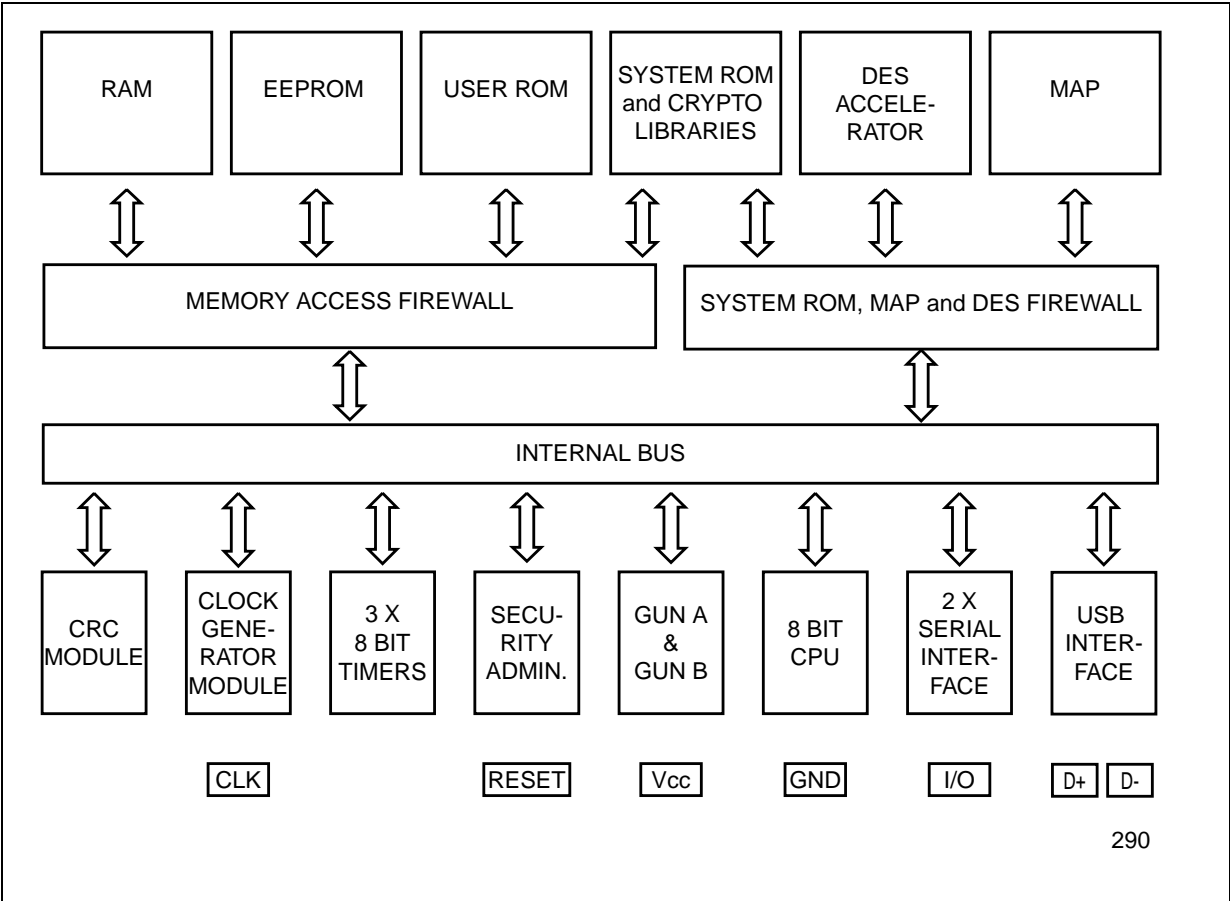 RAM
EEPROM
USER ROM
SYSTEM ROM
and CRYPTO
LIBRARIES
DES
ACCELE-
RATOR
MAP
MEMORY ACCESS FIREWALL
SYSTEM ROM, MAP and DES FIREWALL
INTERNAL BUS
CRC
MODULE
CLOCK
GENE-
RATOR
MODULE
3 X
8 BIT
TIMERS
SECU-
RITY
ADMIN.
GUN A
&
GUN B
8 BIT
CPU
2 X
SERIAL
INTER-
FACE
USB
INTER-
FACE
CLK
RESET
Vcc
GND
I/O
D+
D-
290